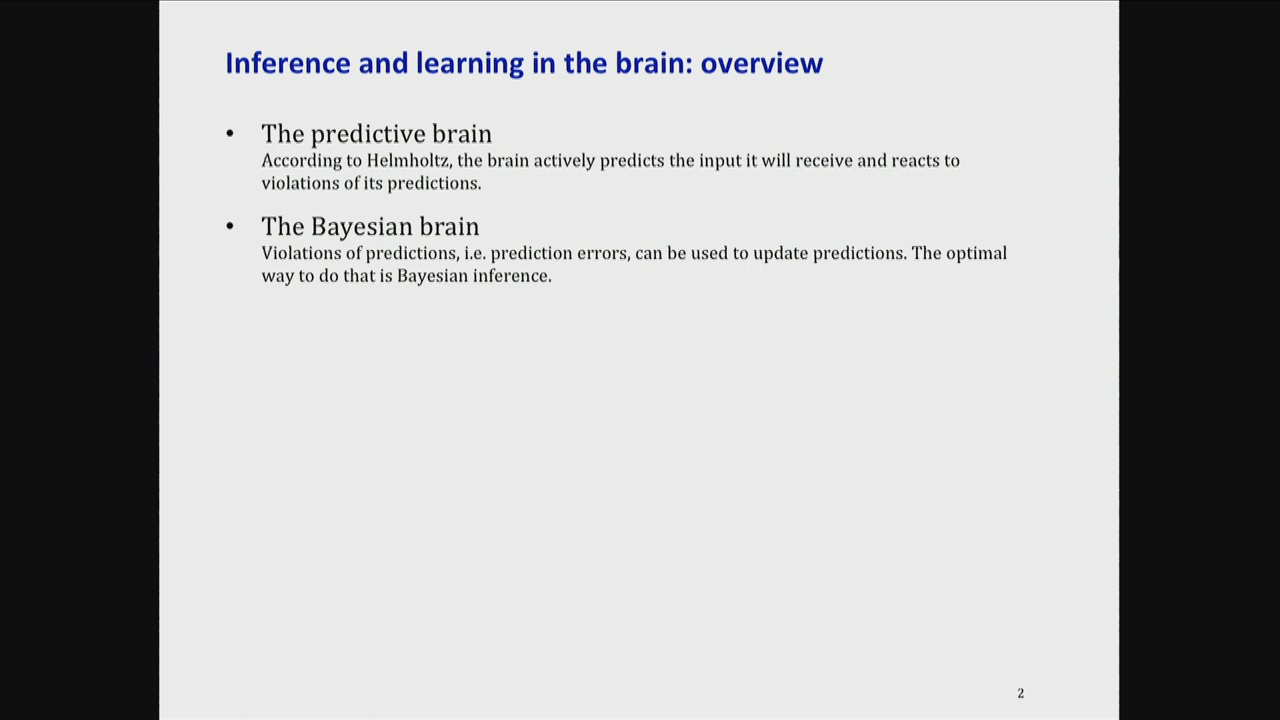 Inference and learning in the brain: overview
• The predictive brain
According to Helmholtz, the brain actively predicts the input it will receive and reacts to
violations of its predictions.
• The Bayesian brain
Violations of predictions, i.e. prediction errors, can be used to update predictions. The optimal
way to do that is Bayesian inference.
2